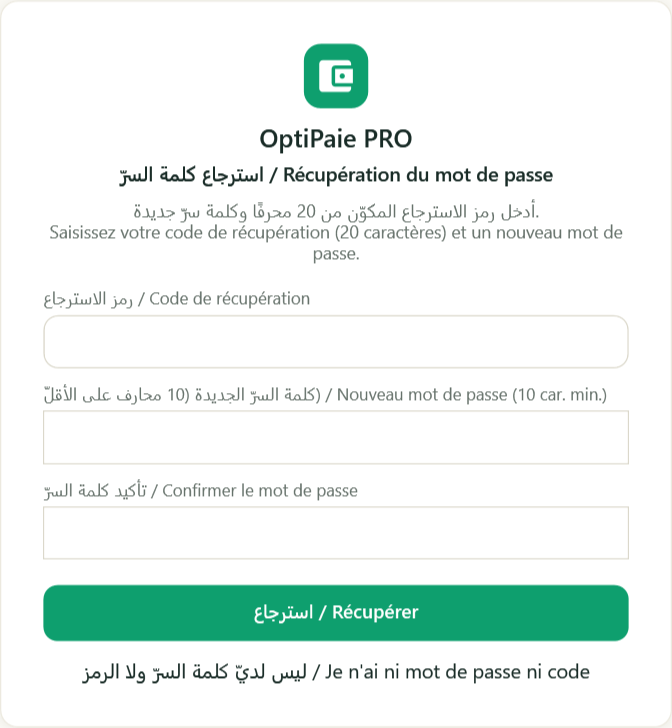 OptiPaie PRO
استرجاع كلمة السرّ / Récupération du mot de passe
أدخل رمز الاسترجاع المكوّن من 20 محرفًا وكلمة سرّ جديدة.
Saisissez votre code de récupération (20 caractères) et un nouveau mot de
passe.
رمز الاسترجاع / Code de récupération
كلمة السرّ الجديدة (10 محارف على الأقلّ) / Nouveau mot de passe (10 car. min.)
تأكيد كلمة السرّ / Confirmer le mot de passe
استرجاع / Récupérer
ليس لديّ كلمة السرّ ولا الرمز / Je n'ai ni mot de passe ni code